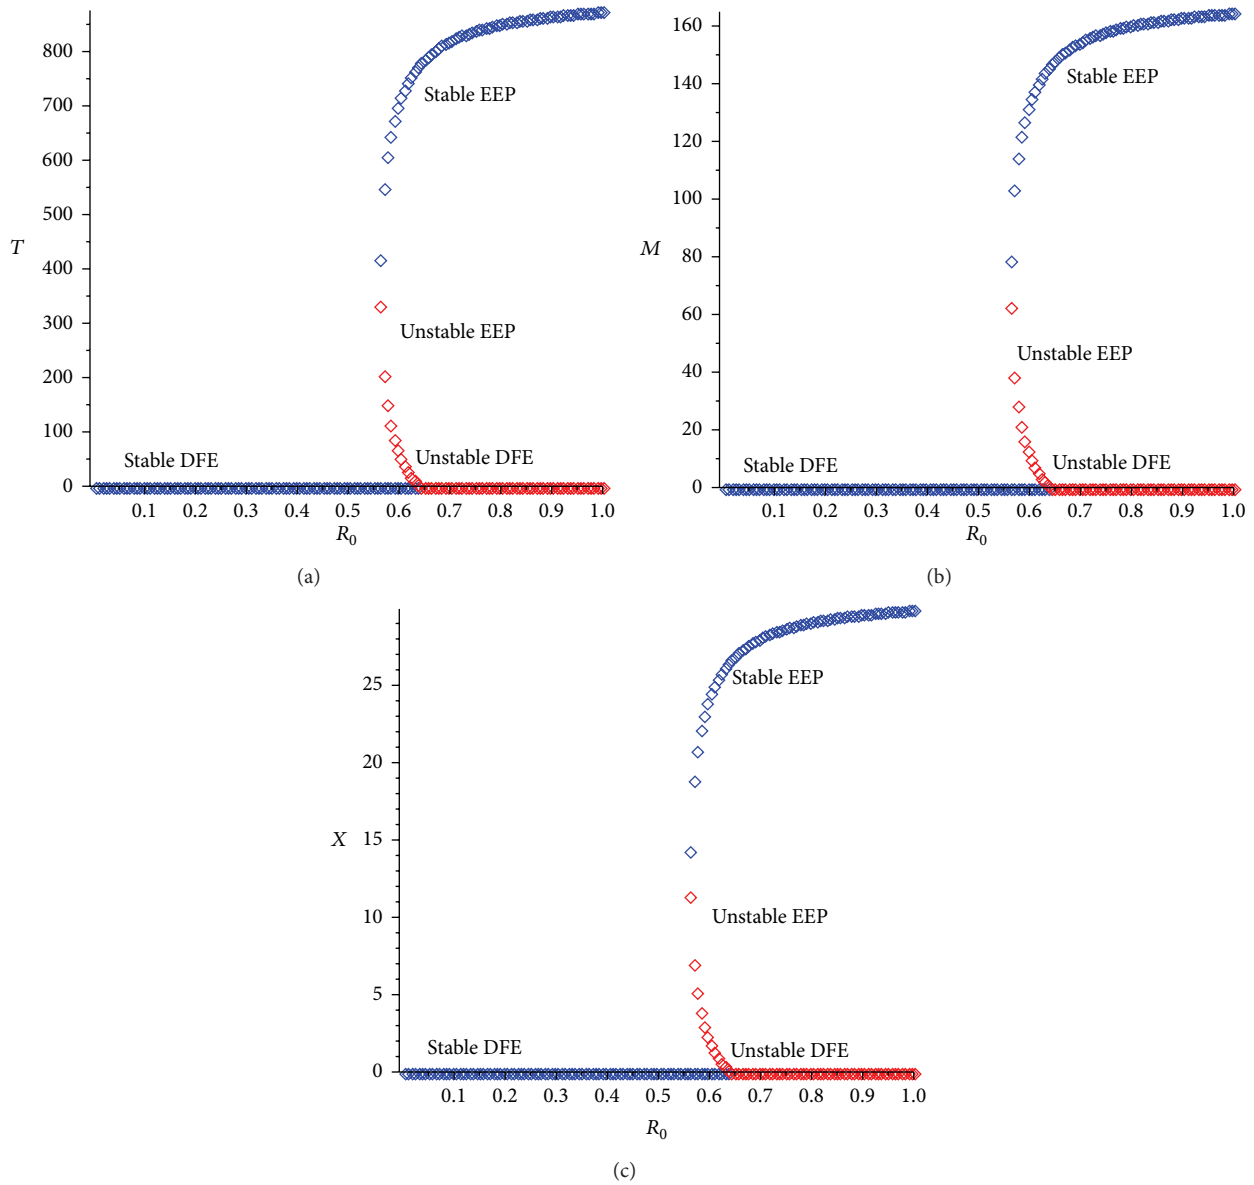 800
700
600
500
T
400
300
200
100
0
Stable EEP
Unstable EEP
Stable DFE
Unstable DFE
0.1 0.2 0.3 0.4 0.5 0.6 0.7 0.8 0.9 1.0
R₀
(a)
160
140
120
100
M
80
60
40
20
0
Stable EEP
Unstable EEP
Stable DFE
Unstable DFE
0.1 0.2 0.3 0.4 0.5 0.6 0.7 0.8 0.9 1.0
R₀
(b)
25
20
X
15
10
5
0
Stable EEP
Unstable EEP
Stable DFE
Unstable DFE
0.1 0.2 0.3 0.4 0.5 0.6 0.7 0.8 0.9 1.0
R₀
(c)